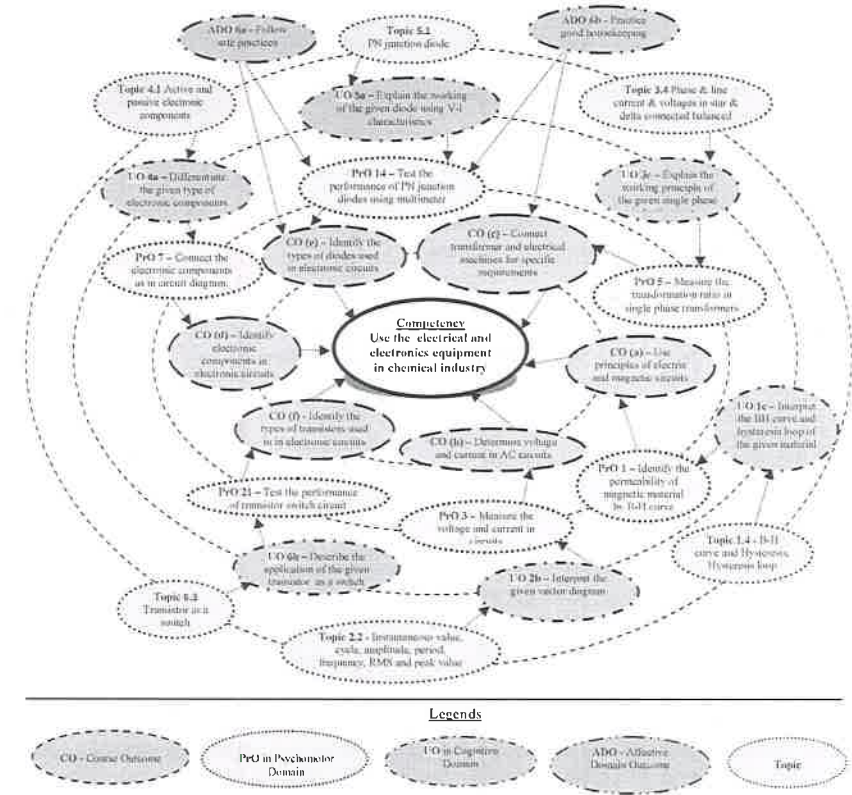 ADO 6a - Follow
safe practices
Topic 5.1
PN junction diode
ADO 6b - Practice
good housekeeping
Topic 4.1 Active and
passive electronic
components
UO 5a – Explain the working
of the given diode using V-I
characteristics
Topic 3.4 Phase & line
current & voltages in star &
delta connected balanced
UO 4a – Differentiate
the given type of
electronic components
PrO 14 – Test the
performance of PN junction
diodes using multimeter
UO 3c – Explain the
working principle of
the given single phase
PrO 7 – Connect the
electronic components
as in circuit diagram.
CO (e) – Identify the
types of diodes used
in electronic circuits
CO (c) – Connect
transformer and electrical
machines for specific
requirements
PrO 5 – Measure the
transformation ratio in
single phase transformers
Competency
Use the electrical and
electronics equipment
in chemical industry
CO (d) – Identify
electronic
components in
electronic circuits
CO (a) – Use
principles of electric
and magnetic circuits
CO (f) - Identify the
types of transistors used
in in electronic circuits
CO (b) – Determine voltage
and current in AC circuits
UO 1c – Interpret
the BH curve and
hysteresis loop of
the given material
PrO 21 – Test the performance
of transistor switch circuit
PrO 3 – Measure the
voltage and current in
circuits
PrO 1 – Identify the
permeability of
magnetic material
by B-H curve
Topic 1.4 - B-H
curve and Hysteresis,
Hysteresis loop
UO 6b – Describe the
application of the given
transistor as a switch
UO 2b – Interpret the
given vector diagram
Topic 6.2
Transistor as a
switch
Topic 2.2 - Instantaneous value,
cycle, amplitude, period,
frequency, RMS and peak value
Legends
CO - Course Outcome
PrO in Psychomotor
Domain
UO in Cognitive
Domain
ADO - Affective
Domain Outcome
Topic